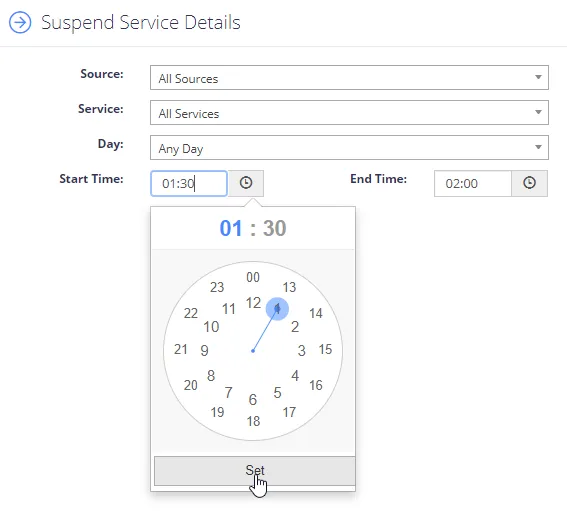 Suspend Service Details
Source: All Sources
Service: All Services
Day: Any Day
Start Time: 01:30 End Time: 02:00
01 : 30
00
23 13
12
22 11 1 14
10 2
21 9 3 15
8 4
20 7 5 16
6
19 17
18
Set